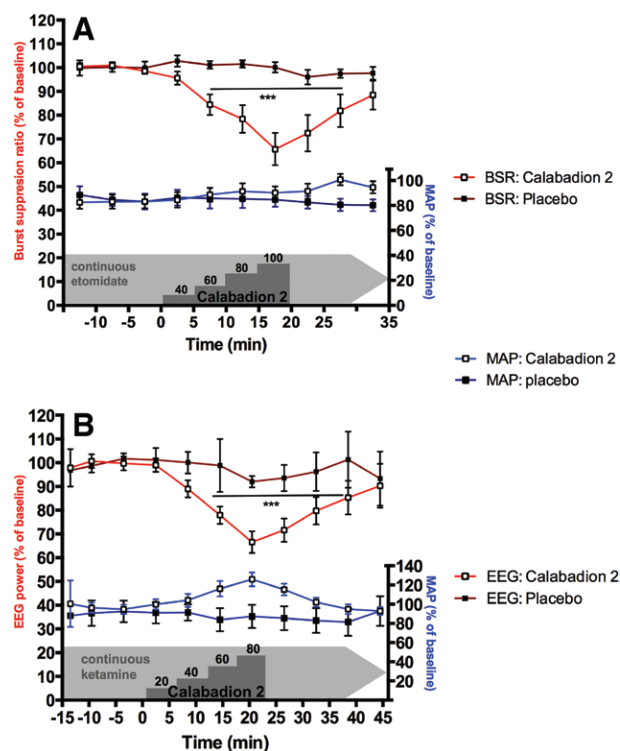 A
120
110
100
90
80
70
60
50
40
30
20
10
0
Burst suppresion ratio (% of baseline)
***
100
80
60
40
20
0
MAP (% of baseline)
continuous
etomidate
40
60
80
100
Calabadion 2
-10 -5 0 5 10 15 20 25 35
Time (min)
BSR: Calabadion 2
BSR: Placebo
MAP: Calabadion 2
MAP: placebo
B
120
110
100
90
80
70
60
50
40
30
20
10
0
EEG power (% of baseline)
***
140
120
100
80
60
40
20
MAP (% of baseline)
continuous
ketamine
20
40
60
80
Calabadion 2
-15 -10 -5 0 5 10 15 20 25 30 35 40 45
Time (min)
EEG: Calabadion 2
EEG: Placebo